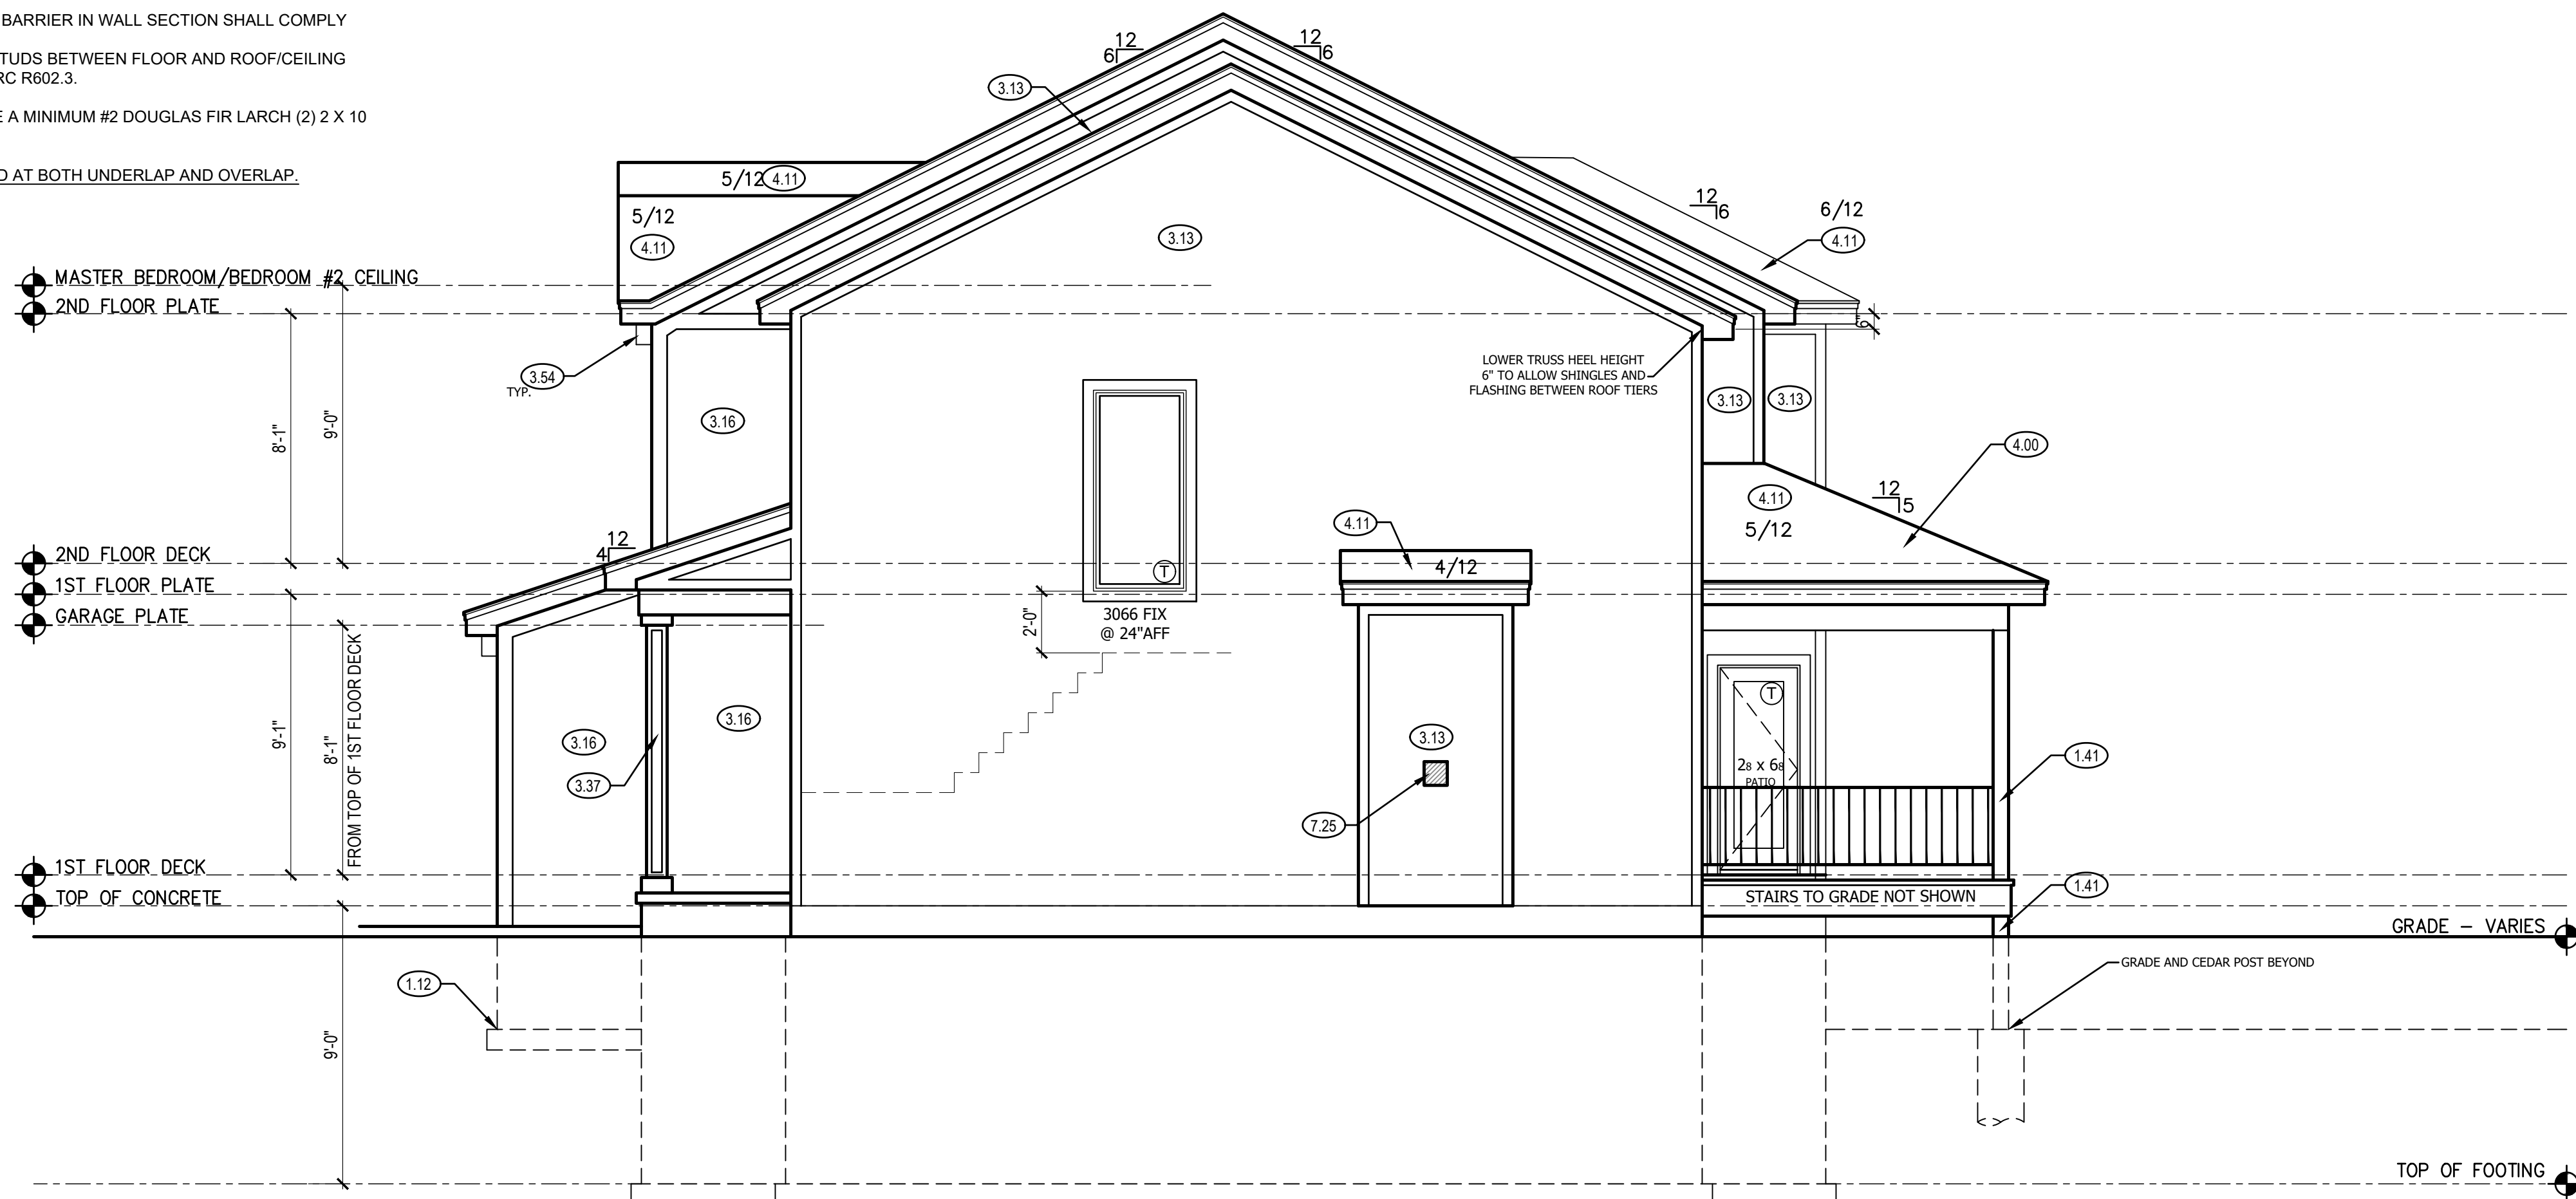 BARRIER IN WALL SECTION SHALL COMPLY
TUDS BETWEEN FLOOR AND ROOF/CEILING
RC R602.3.
E A MINIMUM #2 DOUGLAS FIR LARCH (2) 2 X 10
D AT BOTH UNDERLAP AND OVERLAP.
12
6
12
6
3.13
5/12
4.11
5/12
4.11
3.13
12
6
6/12
4.11
MASTER BEDROOM/BEDROOM #2 CEILING
2ND FLOOR PLATE
6"
3.54
TYP.
LOWER TRUSS HEEL HEIGHT
6" TO ALLOW SHINGLES AND
FLASHING BETWEEN ROOF TIERS
3.16
3.13
3.13
8'-1"
9'-0"
4.00
4.11
5/12
12
5
4.11
4/12
12
4
2ND FLOOR DECK
1ST FLOOR PLATE
GARAGE PLATE
T
3066 FIX
@ 24"AFF
2'-0"
9'-1"
8'-1"
FROM TOP OF 1ST FLOOR DECK
3.16
3.16
3.37
3.13
7.25
T
28 x 68
PATIO
1.41
1ST FLOOR DECK
TOP OF CONCRETE
STAIRS TO GRADE NOT SHOWN
1.41
GRADE - VARIES
GRADE AND CEDAR POST BEYOND
1.12
9'-0"
TOP OF FOOTING